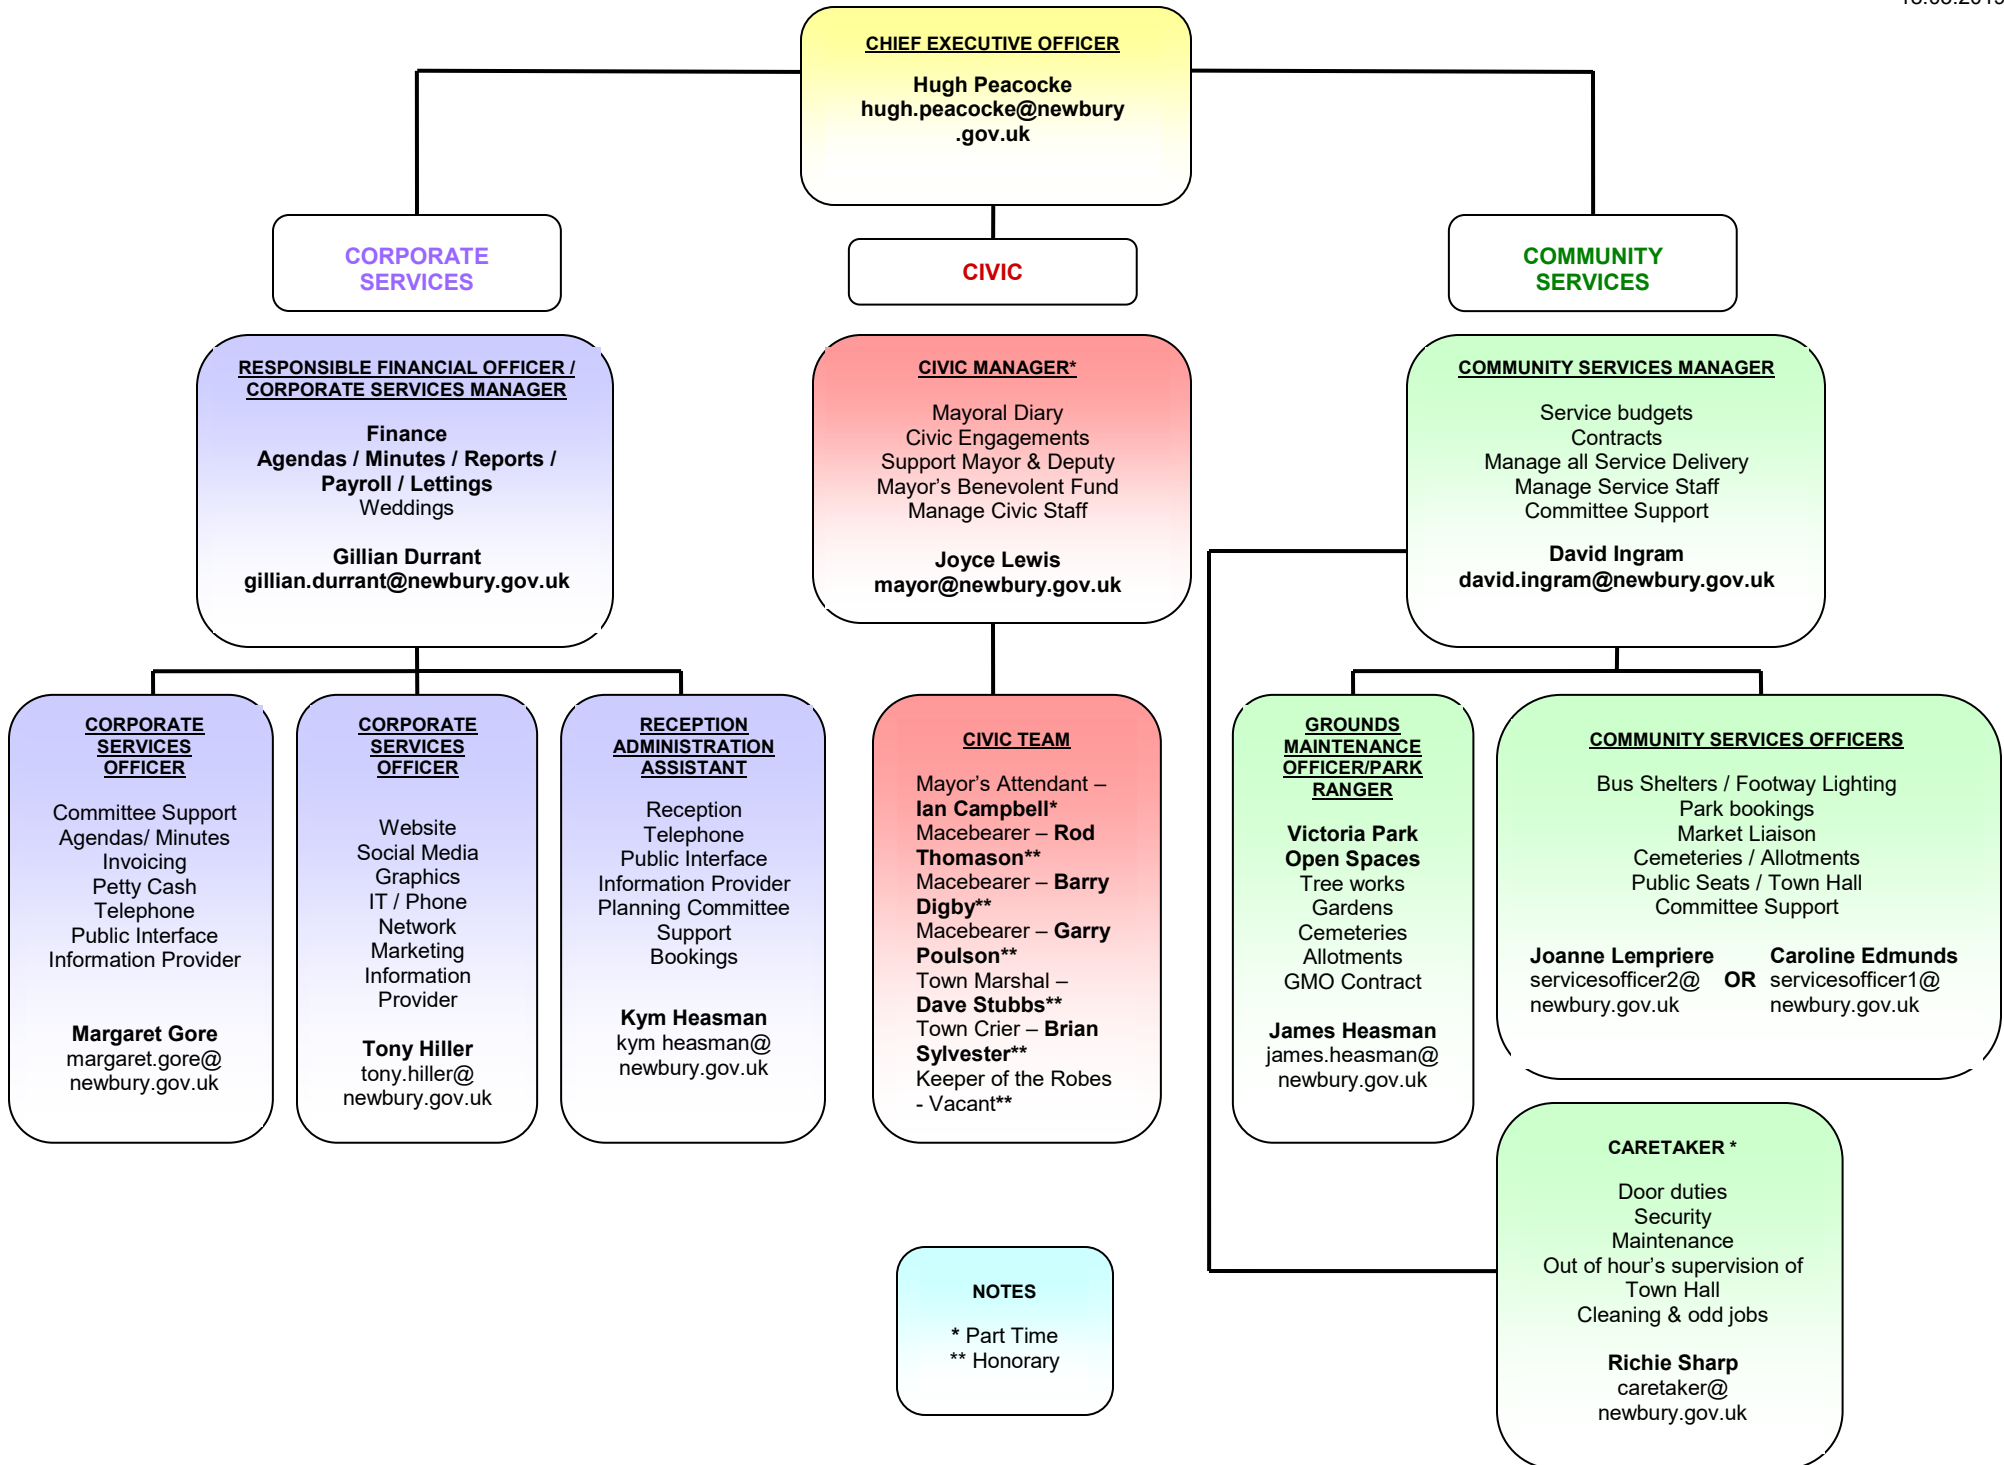 CHIEF EXECUTIVE OFFICER
Hugh Peacocke
hugh.peacocke@newbury
.gov.uk
CORPORATE
SERVICES
CIVIC
COMMUNITY
SERVICES
RESPONSIBLE FINANCIAL OFFICER /
CORPORATE SERVICES MANAGER
Finance
Agendas / Minutes / Reports /
Payroll / Lettings
Weddings
Gillian Durrant
gillian.durrant@newbury.gov.uk
CIVIC MANAGER*
Mayoral Diary
Civic Engagements
Support Mayor & Deputy
Mayor’s Benevolent Fund
Manage Civic Staff
Joyce Lewis
mayor@newbury.gov.uk
COMMUNITY SERVICES MANAGER
Service budgets
Contracts
Manage all Service Delivery
Manage Service Staff
Committee Support
David Ingram
david.ingram@newbury.gov.uk
CORPORATE
SERVICES
OFFICER
Committee Support
Agendas/ Minutes
Invoicing
Petty Cash
Telephone
Public Interface
Information Provider
Margaret Gore
margaret.gore@
newbury.gov.uk
CORPORATE
SERVICES
OFFICER
Website
Social Media
Graphics
IT / Phone
Network
Marketing
Information
Provider
Tony Hiller
tony.hiller@
newbury.gov.uk
RECEPTION
ADMINISTRATION
ASSISTANT
Reception
Telephone
Public Interface
Information Provider
Planning Committee
Support
Bookings
Kym Heasman
kym heasman@
newbury.gov.uk
CIVIC TEAM
Mayor’s Attendant –
Ian Campbell*
Macebearer – Rod
Thomason**
Macebearer – Barry
Digby**
Macebearer – Garry
Poulson**
Town Marshal –
Dave Stubbs**
Town Crier – Brian
Sylvester**
Keeper of the Robes
- Vacant**
GROUNDS
MAINTENANCE
OFFICER/PARK
RANGER
Victoria Park
Open Spaces
Tree works
Gardens
Cemeteries
Allotments
GMO Contract
James Heasman
james.heasman@
newbury.gov.uk
COMMUNITY SERVICES OFFICERS
Bus Shelters / Footway Lighting
Park bookings
Market Liaison
Cemeteries / Allotments
Public Seats / Town Hall
Committee Support
Joanne Lempriere
servicesofficer2@
newbury.gov.uk
OR
Caroline Edmunds
servicesofficer1@
newbury.gov.uk
CARETAKER *
Door duties
Security
Maintenance
Out of hour’s supervision of
Town Hall
Cleaning & odd jobs
Richie Sharp
caretaker@
newbury.gov.uk
NOTES
* Part Time
** Honorary